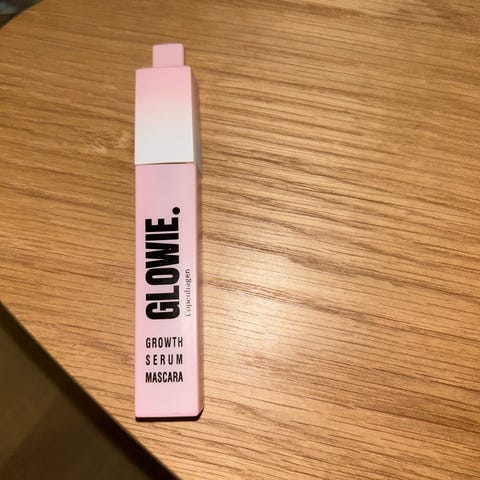 GLOWIE.
Copenhagen
GROWTH
SERUM
MASCARA